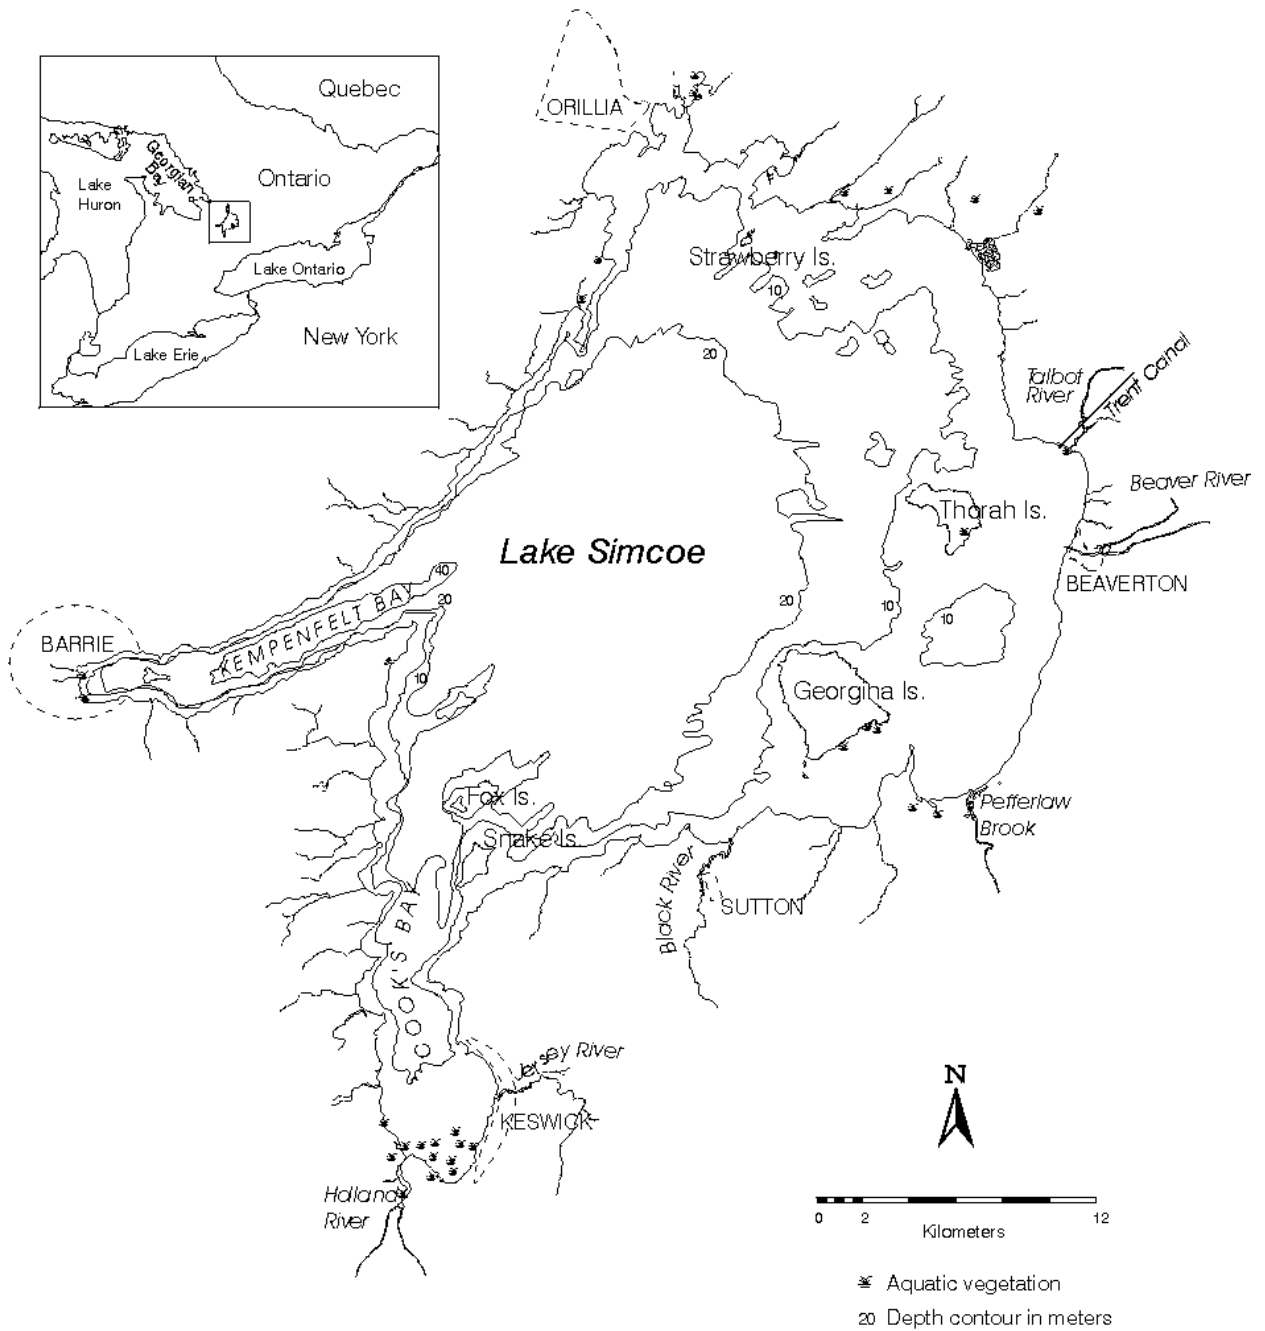 Quebec
Georgian
Bay
Ontario
Lake
Huron
Lake Ontario
New York
Lake Erie
ORILLIA
Strawberry Is.
10
20
Talbot
River
Trent Canal
Beaver River
Thorah Is.
Lake Simcoe
BEAVERTON
40
20
20
10
10
KEMPENFELT BAY
BARRIE
10
Georgina Is.
Fox Is.
Snake Is.
Pefferlaw
Brook
Black River
SUTTON
COOK'S BAY
Jersey River
KESWICK
Holland
River
N
0 2 12
Kilometers
Aquatic vegetation
20 Depth contour in meters